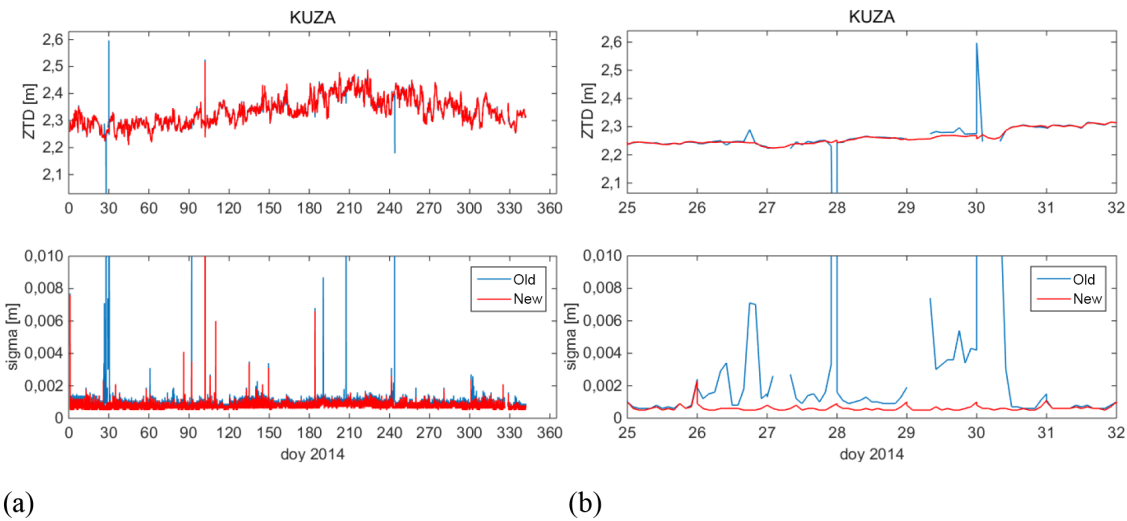 KUZA
2,6
2,5
2,4
2,3
2,2
2,1
ZTD [m]
0 30 60 90 120 150 180 210 240 270 300 330 360
0,010
0,008
0,006
0,004
0,002
0
sigma [m]
Old
New
0 30 60 90 120 150 180 210 240 270 300 330 360
doy 2014
(a)
KUZA
2,6
2,5
2,4
2,3
2,2
2,1
ZTD [m]
25 26 27 28 29 30 31 32
0,010
0,008
0,006
0,004
0,002
0
sigma [m]
Old
New
25 26 27 28 29 30 31 32
doy 2014
(b)